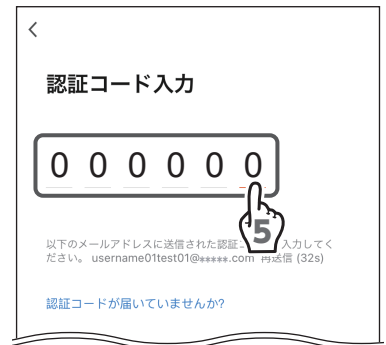 認証コード入力
0 0 0 0 0 0
5
以下のメールアドレスに送信された認証コ 入力してく
ださい。 username01test01@*****.com 再送信 (32s)
認証コードが届いていませんか?